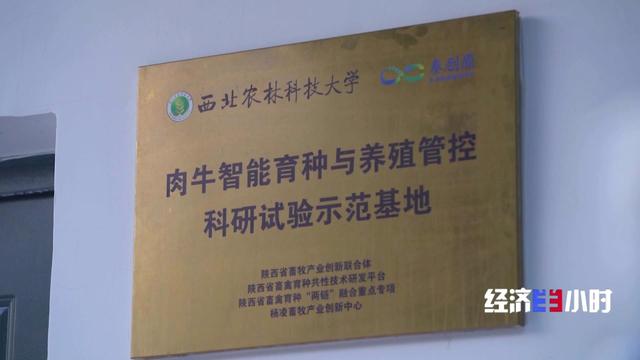 西北农林科技大学
秦创原
肉牛智能育种与养殖管控
科研试验示范基地
陕西省畜牧产业创新联合体
陕西省畜禽育种共性技术研发平台
陕西省畜禽育种“两链”融合重点专项
杨凌畜牧产业创新中心
经济半小时